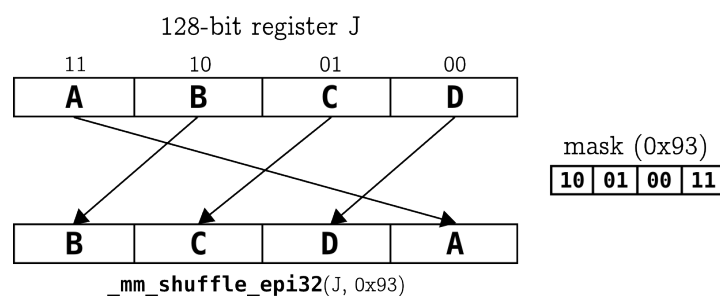 128-bit register J
11 10 01 00
A B C D
mask (0x93)
10 01 00 11
B C D A
_mm_shuffle_epi32(J, 0x93)